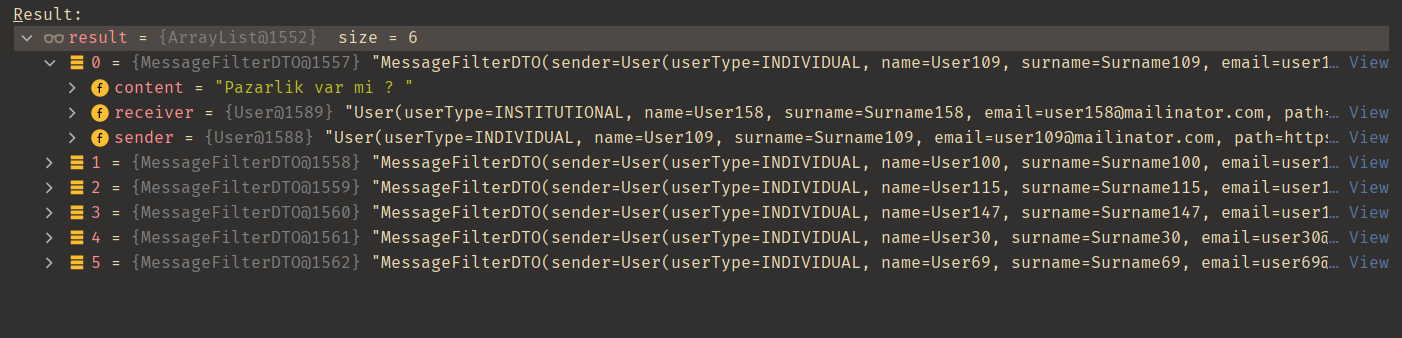 Result:
result = {ArrayList@1552} size = 6
0 = {MessageFilterDTO@1557} "MessageFilterDTO(sender=User(userType=INDIVIDUAL, name=User109, surname=Surname109, email=user1... View
f content = "Pazarlik var mi ? "
f receiver = {User@1589} "User(userType=INSTITUTIONAL, name=User158, surname=Surname158, email=user158@mailinator.com, path=... View
f sender = {User@1588} "User(userType=INDIVIDUAL, name=User109, surname=Surname109, email=user109@mailinator.com, path=https... View
1 = {MessageFilterDTO@1558} "MessageFilterDTO(sender=User(userType=INDIVIDUAL, name=User100, surname=Surname100, email=user1... View
2 = {MessageFilterDTO@1559} "MessageFilterDTO(sender=User(userType=INDIVIDUAL, name=User115, surname=Surname115, email=user1... View
3 = {MessageFilterDTO@1560} "MessageFilterDTO(sender=User(userType=INDIVIDUAL, name=User147, surname=Surname147, email=user1... View
4 = {MessageFilterDTO@1561} "MessageFilterDTO(sender=User(userType=INDIVIDUAL, name=User30, surname=Surname30, email=user30@... View
5 = {MessageFilterDTO@1562} "MessageFilterDTO(sender=User(userType=INDIVIDUAL, name=User69, surname=Surname69, email=user69@... View